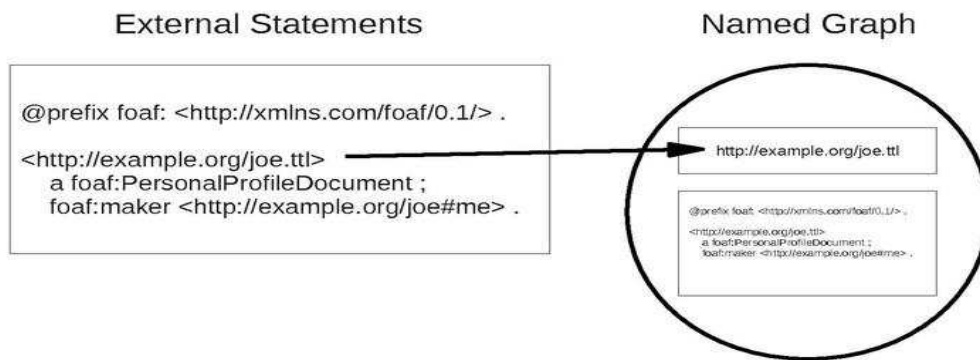 External Statements
@prefix foaf: <http://xmlns.com/foaf/0.1/> .
<http://example.org/joe.ttl>
a foaf:PersonalProfileDocument ;
foaf:maker <http://example.org/joe#me> .
Named Graph
http://example.org/joe.ttl
@prefix foaf: <http://xmlns.com/foaf/0.1/> .
<http://example.org/joe.ttl>
a foaf:PersonalProfileDocument ;
foaf:maker <http://example.org/joe#me> .